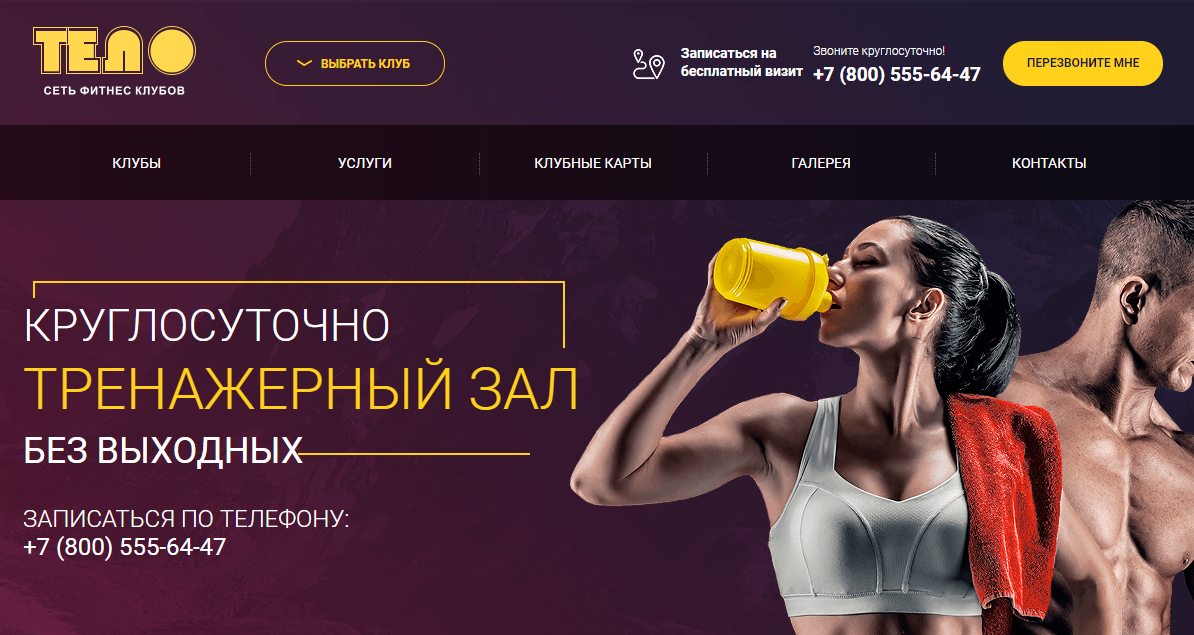 ТЕЛО
СЕТЬ ФИТНЕС КЛУБОВ
ВЫБРАТЬ КЛУБ
Записаться на
бесплатный визит
Звоните круглосуточно!
+7 (800) 555-64-47
ПЕРЕЗВОНИТЕ МНЕ
КЛУБЫ
УСЛУГИ
КЛУБНЫЕ КАРТЫ
ГАЛЕРЕЯ
КОНТАКТЫ
КРУГЛОСУТОЧНО
ТРЕНАЖЕРНЫЙ ЗАЛ
БЕЗ ВЫХОДНЫХ
ЗАПИСАТЬСЯ ПО ТЕЛЕФОНУ:
+7 (800) 555-64-47